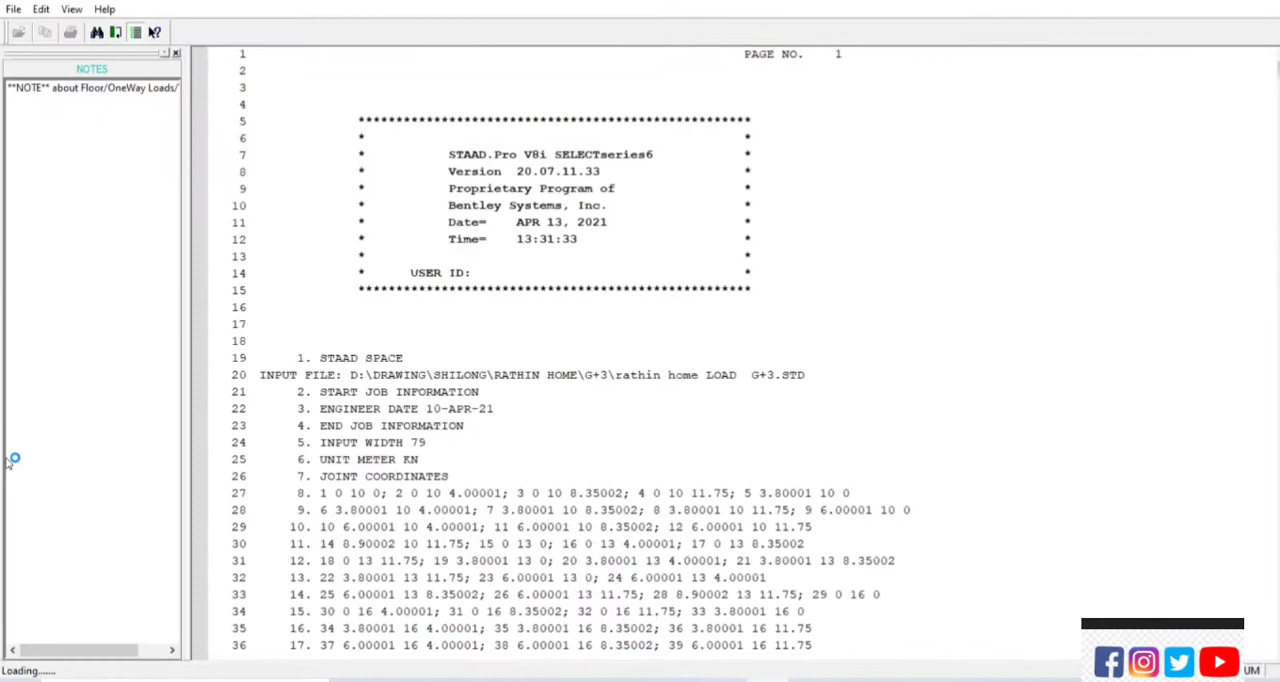 File Edit View Help
NOTES
**NOTE** about Floor/OneWay Loads/
1 PAGE NO. 1
2
3
4
5 ****************************************************
6 * *
7 * STAAD.Pro V8i SELECTseries6 *
8 * Version 20.07.11.33 *
9 * Proprietary Program of *
10 * Bentley Systems, Inc. *
11 * Date= APR 13, 2021 *
12 * Time= 13:31:33 *
13 * *
14 * USER ID: *
15 ****************************************************
16
17
18
19 1. STAAD SPACE
20 INPUT FILE: D:\DRAWING\SHILONG\RATHIN HOME\G+3\rathin home LOAD G+3.STD
21 2. START JOB INFORMATION
22 3. ENGINEER DATE 10-APR-21
23 4. END JOB INFORMATION
24 5. INPUT WIDTH 79
25 6. UNIT METER KN
26 7. JOINT COORDINATES
27 8. 1 0 10 0; 2 0 10 4.00001; 3 0 10 8.35002; 4 0 10 11.75; 5 3.80001 10 0
28 9. 6 3.80001 10 4.00001; 7 3.80001 10 8.35002; 8 3.80001 10 11.75; 9 6.00001 10 0
29 10. 10 6.00001 10 4.00001; 11 6.00001 10 8.35002; 12 6.00001 10 11.75
30 11. 14 8.90002 10 11.75; 15 0 13 0; 16 0 13 4.00001; 17 0 13 8.35002
31 12. 18 0 13 11.75; 19 3.80001 13 0; 20 3.80001 13 4.00001; 21 3.80001 13 8.35002
32 13. 22 3.80001 13 11.75; 23 6.00001 13 0; 24 6.00001 13 4.00001
33 14. 25 6.00001 13 8.35002; 26 6.00001 13 11.75; 28 8.90002 13 11.75; 29 0 16 0
34 15. 30 0 16 4.00001; 31 0 16 8.35002; 32 0 16 11.75; 33 3.80001 16 0
35 16. 34 3.80001 16 4.00001; 35 3.80001 16 8.35002; 36 3.80001 16 11.75
36 17. 37 6.00001 16 4.00001; 38 6.00001 16 8.35002; 39 6.00001 16 11.75
Loading....... UM